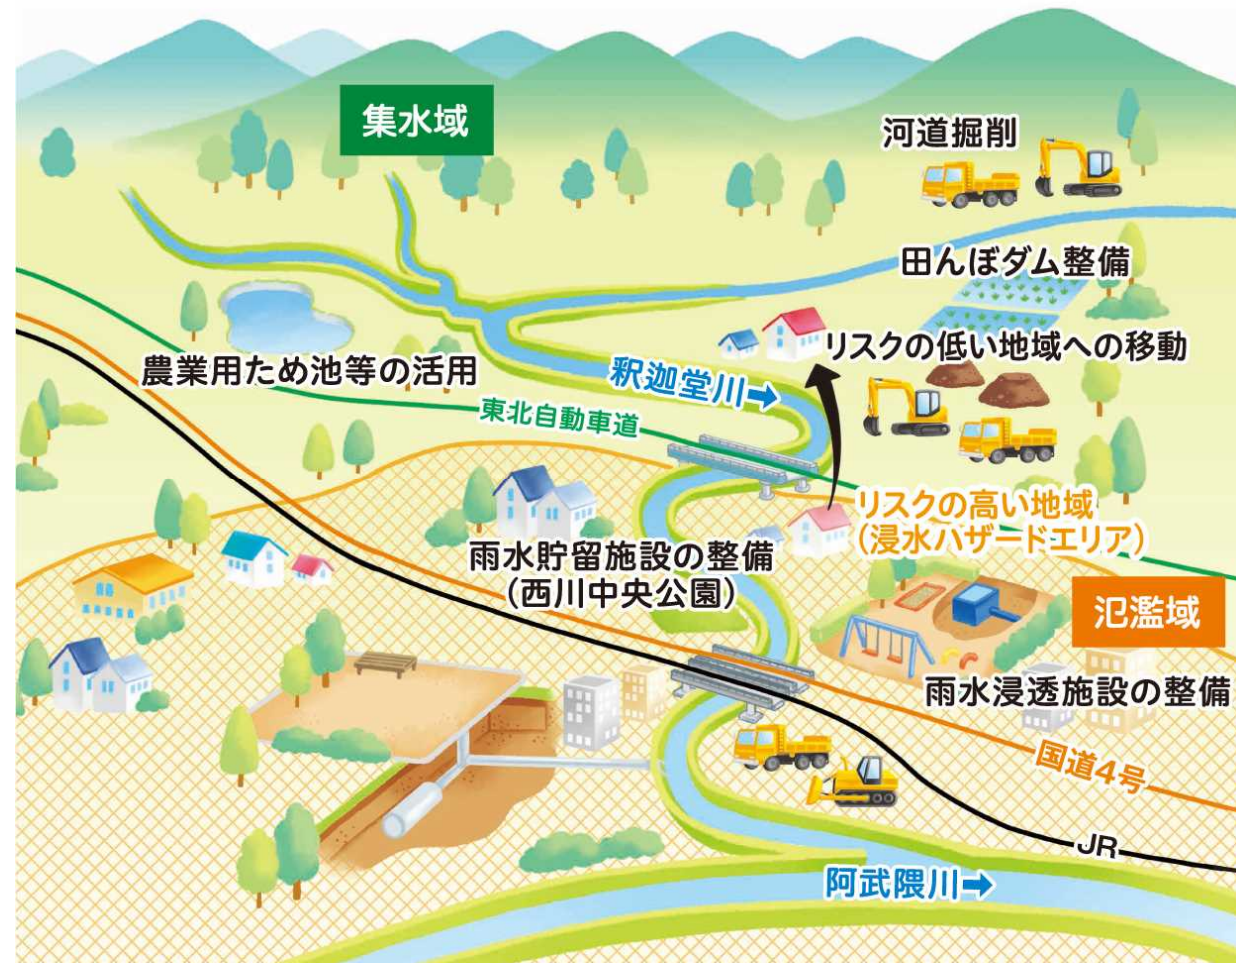 集水域
河道掘削
田んぼダム整備
リスクの低い地域への移動
農業用ため池等の活用
釈迦堂川→
東北自動車道
リスクの高い地域
(浸水ハザードエリア)
雨水貯留施設の整備
(西川中央公園)
氾濫域
雨水浸透施設の整備
国道4号
JR
阿武隈川→